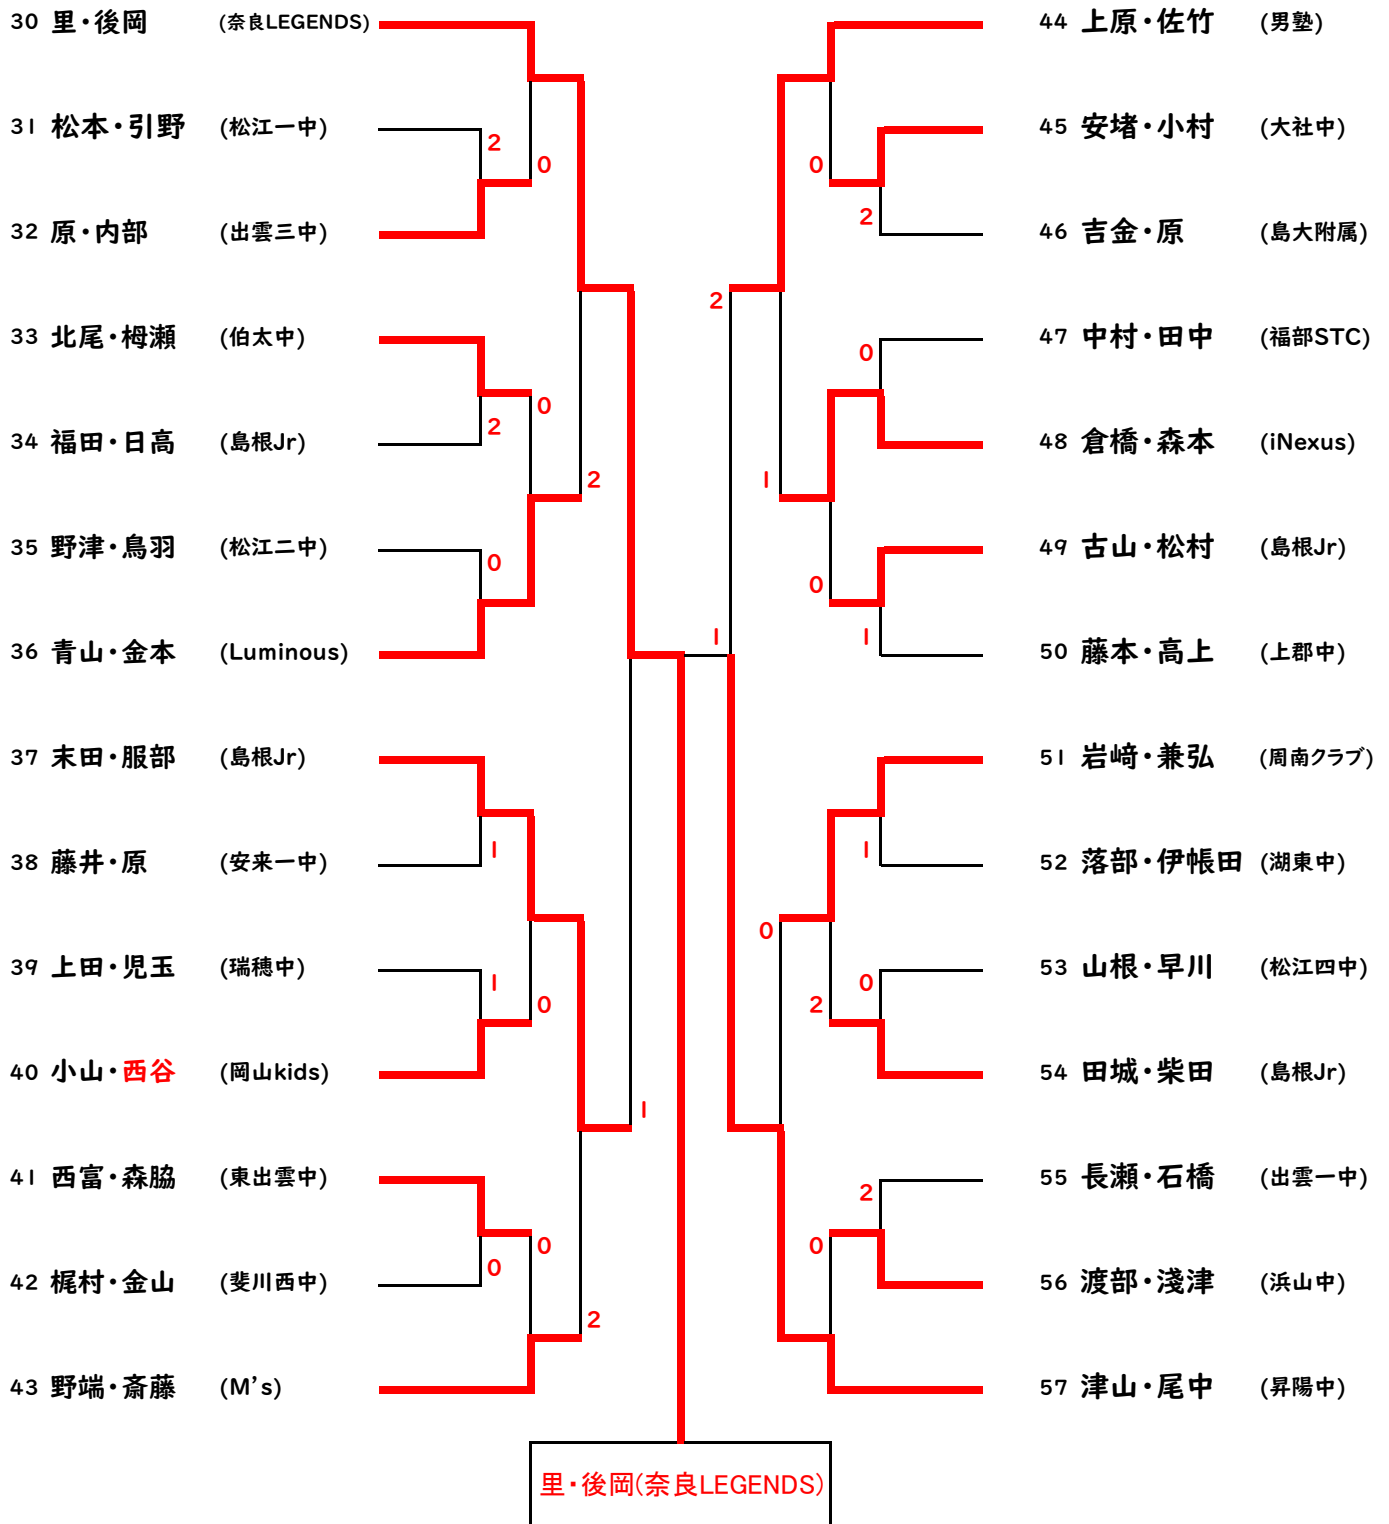 30 里・後岡 (奈良LEGENDS)
31 松本・引野 (松江一中)
2
0
32 原・内部 (出雲三中)
33 北尾・栂瀬 (伯太中)
0
2
34 福田・日高 (島根Jr)
2
35 野津・鳥羽 (松江二中)
0
36 青山・金本 (Luminous)
37 末田・服部 (島根Jr)
1
38 藤井・原 (安来一中)
39 上田・児玉 (瑞穂中)
1
0
40 小山・西谷 (岡山kids)
1
41 西富・森脇 (東出雲中)
0
0
42 梶村・金山 (斐川西中)
2
43 野端・斎藤 (M’s)
44 上原・佐竹 (男塾)
45 安堵・小村 (大社中)
0
2
46 吉金・原 (島大附属)
2
47 中村・田中 (福部STC)
0
48 倉橋・森本 (iNexus)
1
49 古山・松村 (島根Jr)
0
1
1
50 藤本・高上 (上郡中)
51 岩﨑・兼弘 (周南クラブ)
1
52 落部・伊帳田 (湖東中)
0
53 山根・早川 (松江四中)
0
2
54 田城・柴田 (島根Jr)
55 長瀬・石橋 (出雲一中)
2
0
56 渡部・淺津 (浜山中)
57 津山・尾中 (昇陽中)
里・後岡(奈良LEGENDS)